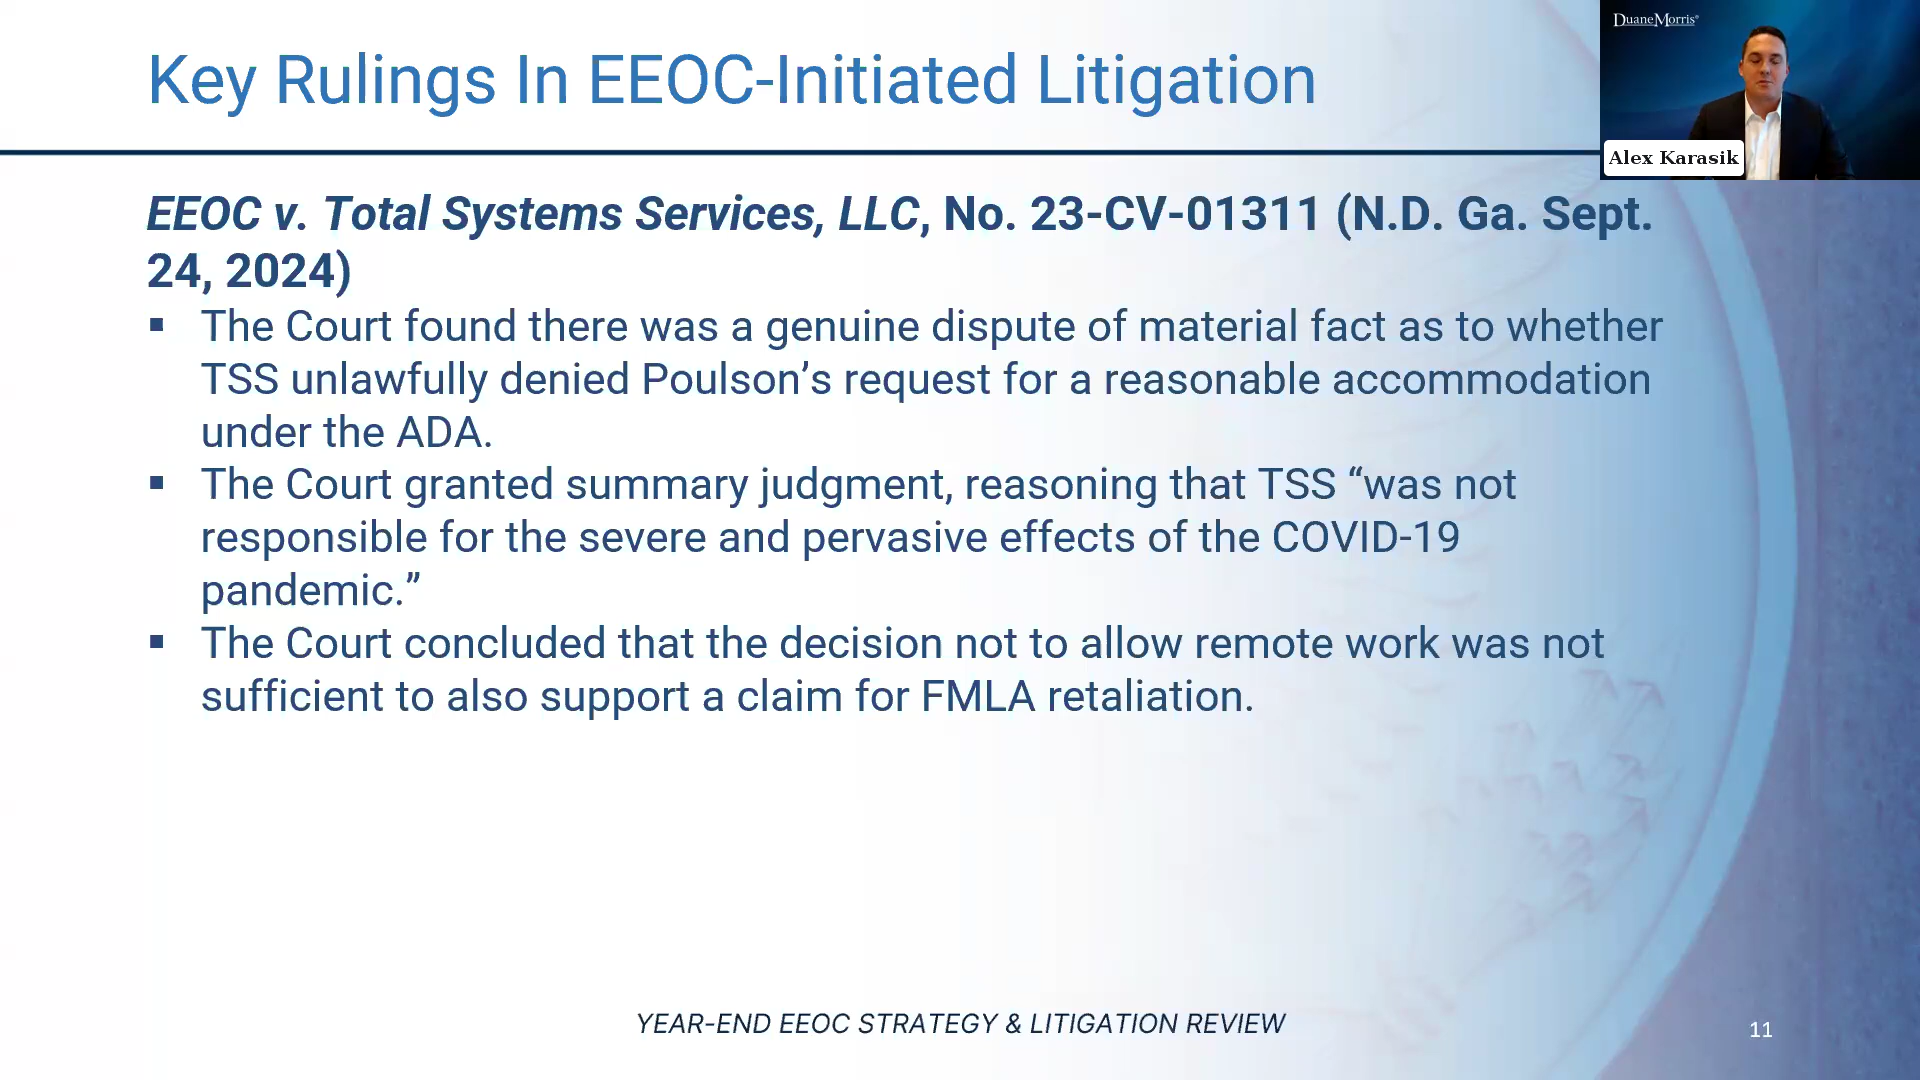 Key Rulings In EEOC-Initiated Litigation
DuaneMorris®
Alex Karasik
EEOC v. Total Systems Services, LLC, No. 23-CV-01311 (N.D. Ga. Sept.
24, 2024)
▪ The Court found there was a genuine dispute of material fact as to whether
TSS unlawfully denied Poulson’s request for a reasonable accommodation
under the ADA.
▪ The Court granted summary judgment, reasoning that TSS “was not
responsible for the severe and pervasive effects of the COVID-19
pandemic.”
▪ The Court concluded that the decision not to allow remote work was not
sufficient to also support a claim for FMLA retaliation.
YEAR-END EEOC STRATEGY & LITIGATION REVIEW
11